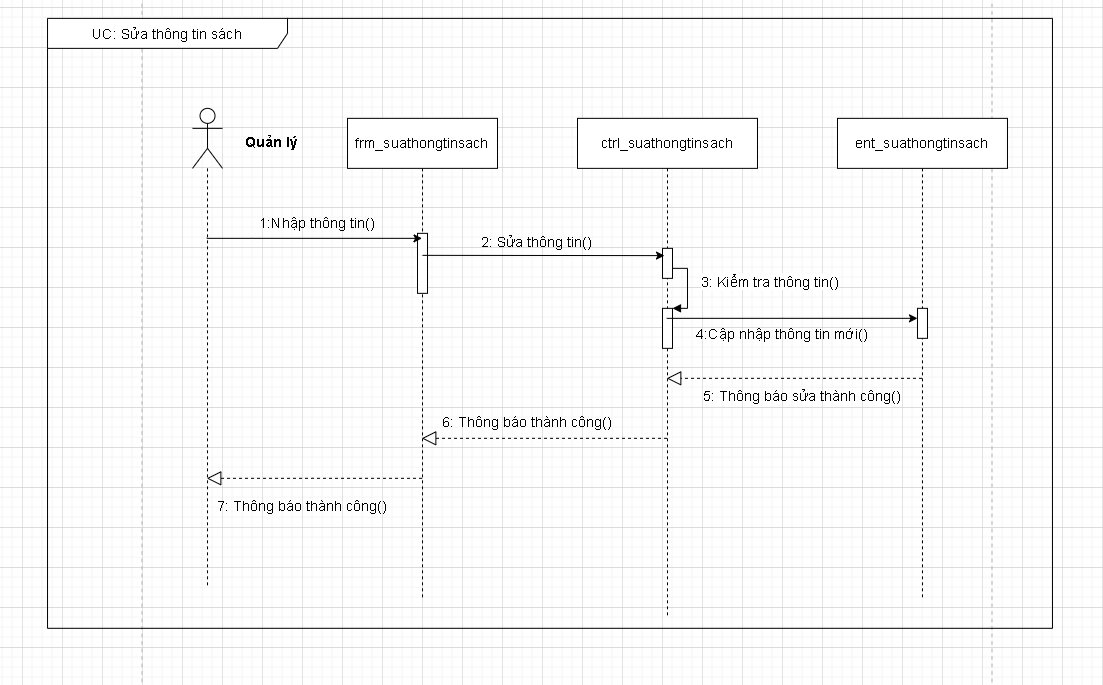 UC: Sửa thông tin sách
Quản lý
frm_suathongtinsach
ctrl_suathongtinsach
ent_suathongtinsach
1:Nhập thông tin()
2: Sửa thông tin()
3: Kiểm tra thông tin()
4:Cập nhập thông tin mới()
5: Thông báo sửa thành công()
6: Thông báo thành công()
7: Thông báo thành công()